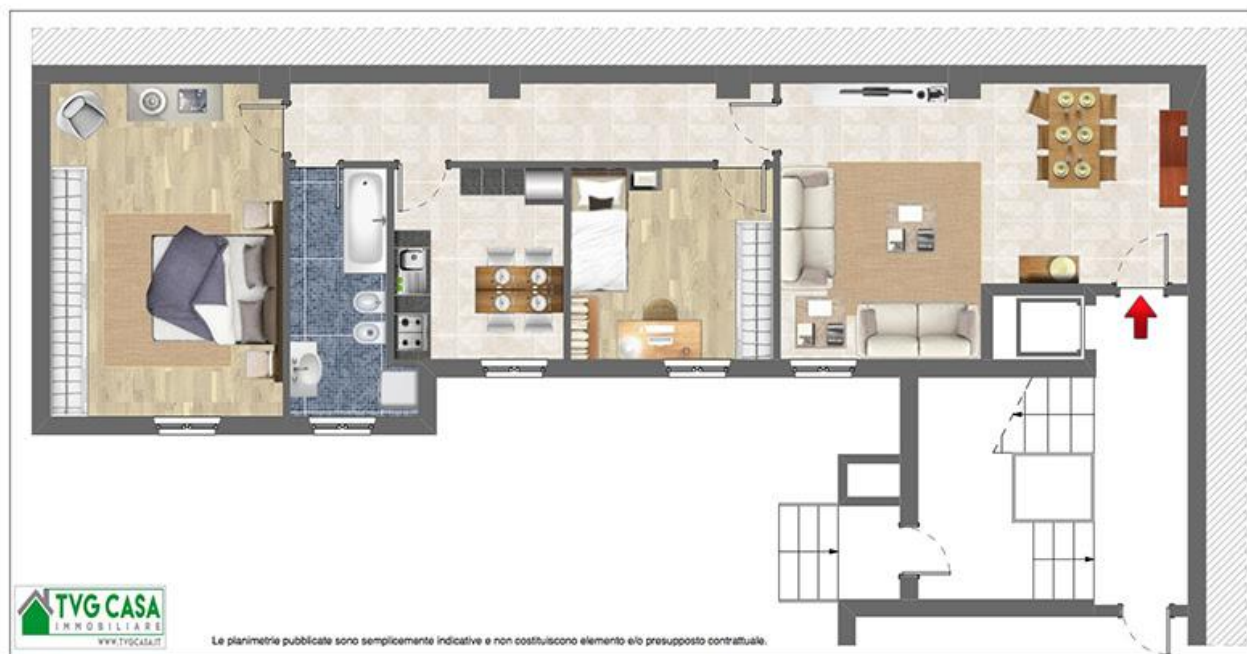 TVG CASA
IMMOBILIARE
WWW.TVGCASA.IT
Le planimetrie pubblicate sono semplicemente indicative e non costituiscono elemento e/o presupposto contrattuale.